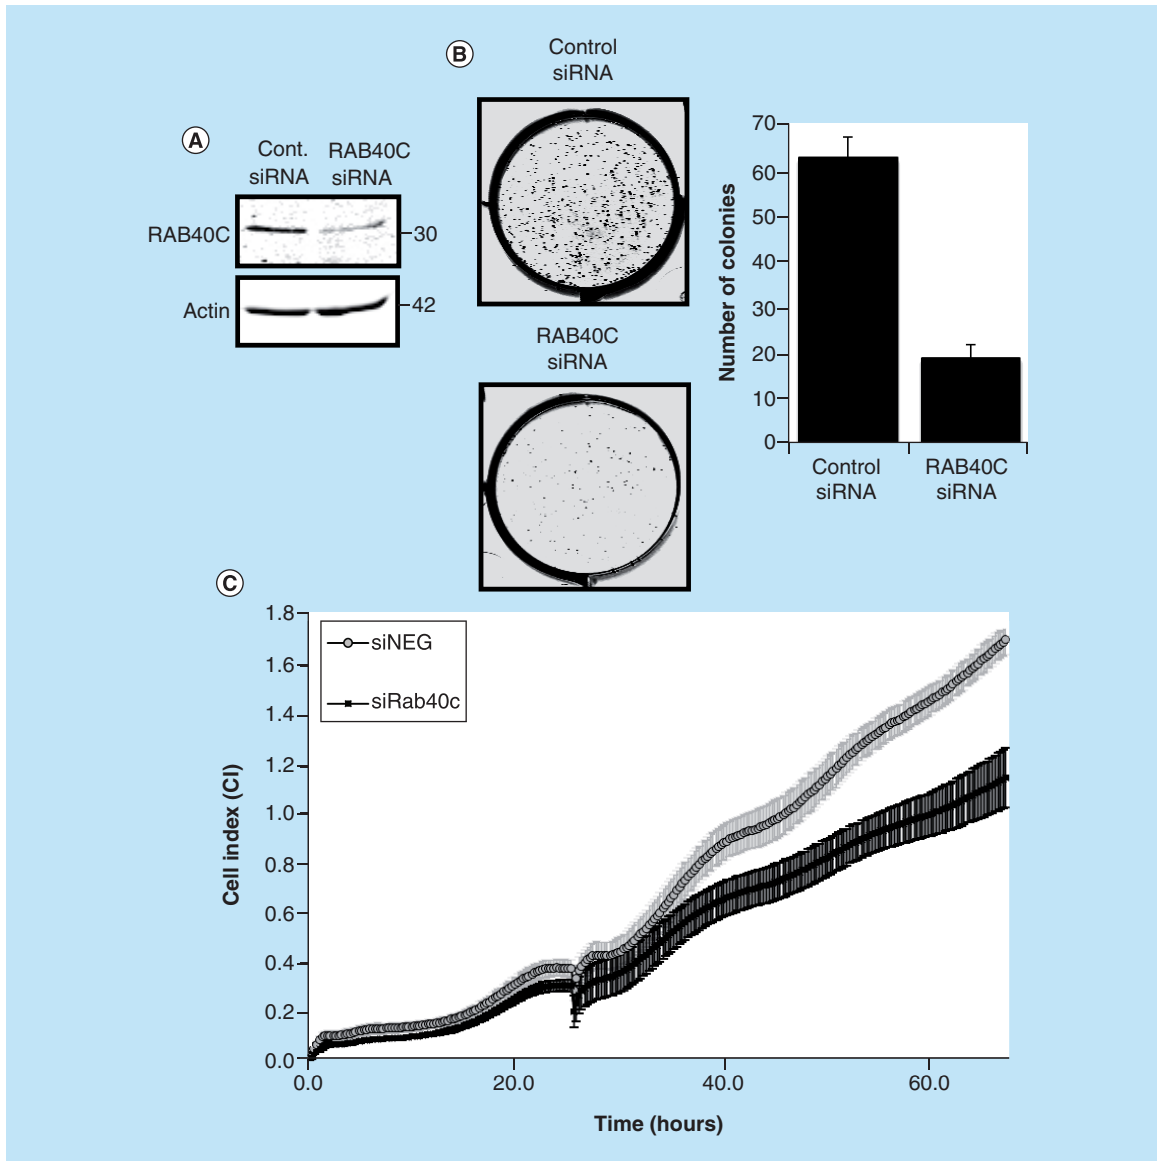 A
Cont.
siRNA
RAB40C
siRNA
RAB40C
30
Actin
42
B
Control
siRNA
RAB40C
siRNA
Number of colonies
70
60
50
40
30
20
10
0
Control
siRNA
RAB40C
siRNA
C
Cell index (CI)
1.8
1.6
1.4
1.2
1.0
0.8
0.6
0.4
0.2
0.0
siNEG
siRab40c
0.0 20.0 40.0 60.0
Time (hours)